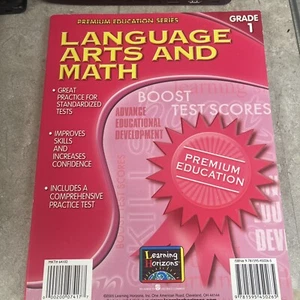 PREMIUM EDUCATION SERIES
GRADE
1
LANGUAGE
ARTS AND
MATH
• GREAT
PRACTICE FOR
STANDARDIZED
TESTS
• IMPROVES
SKILLS
AND
INCREASES
CONFIDENCE
• INCLUDES A
COMPREHENSIVE
PRACTICE TEST
BOOST
TEST SCORES
ADVANCE
EDUCATIONAL
DEVELOPMENT
PREMIUM
EDUCATION
Learning
Horizons